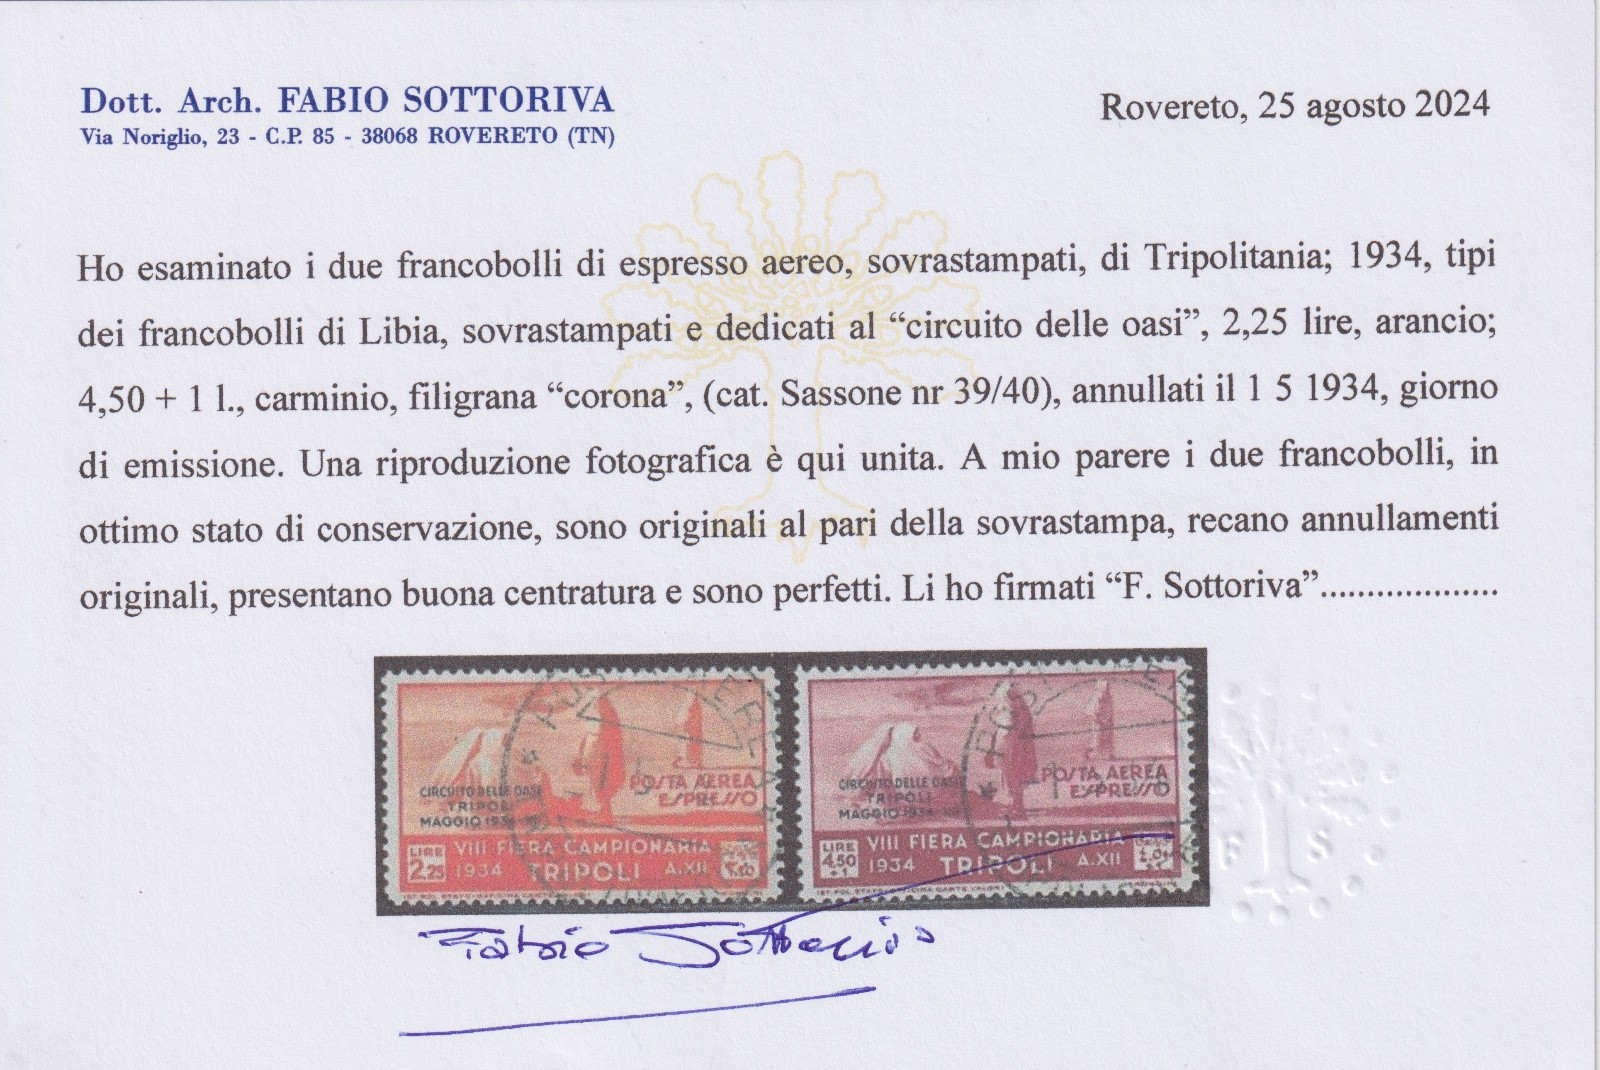 Dott. Arch. FABIO SOTTORIVA
Via Noriglio, 23 - C.P. 85 - 38068 ROVERETO (TN)
Rovereto, 25 agosto 2024
Ho esaminato i due francobolli di espresso aereo, sovrastampati, di Tripolitania; 1934, tipi
dei francobolli di Libia, sovrastampati e dedicati al “circuito delle oasi”, 2,25 lire, arancio;
4,50 + 1 l., carminio, filigrana “corona”, (cat. Sassone nr 39/40), annullati il 1 5 1934, giorno
di emissione. Una riproduzione fotografica è qui unita. A mio parere i due francobolli, in
ottimo stato di conservazione, sono originali al pari della sovrastampa, recano annullamenti
originali, presentano buona centratura e sono perfetti. Li ho firmati “F. Sottoriva”...................
POSTA AEREA
ESPRESSO
CIRCUITO DELLE OASI
TRIPOLI
MAGGIO 1934
LIRE
2,25
VIII FIERA CAMPIONARIA
1934 TRIPOLI A.XII
POSTA AEREA
ESPRESSO
CIRCUITO DELLE OASI
TRIPOLI
MAGGIO 1934
LIRE
4,50
+1
VIII FIERA CAMPIONARIA
1934 TRIPOLI A.XII
F S
Fabio Sottoriva